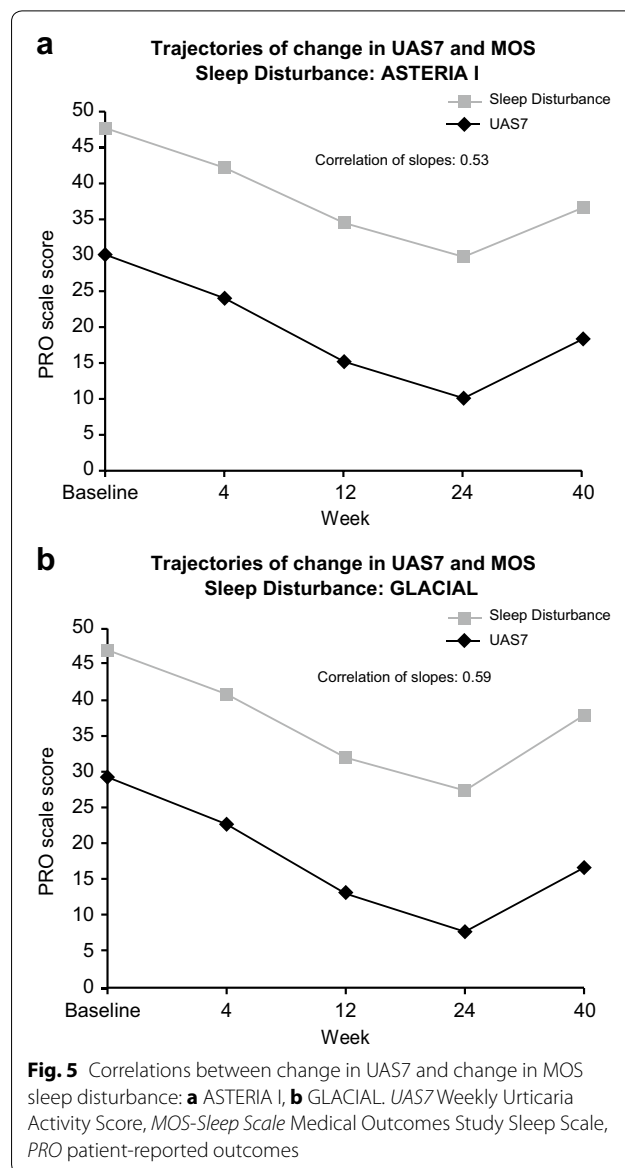 a
Trajectories of change in UAS7 and MOS
Sleep Disturbance: ASTERIA I
Sleep Disturbance
UAS7
Correlation of slopes: 0.53
PRO scale score
50
45
40
35
30
25
20
15
10
5
0
Baseline 4 12 24 40
Week
b
Trajectories of change in UAS7 and MOS
Sleep Disturbance: GLACIAL
Sleep Disturbance
UAS7
Correlation of slopes: 0.59
PRO scale score
50
45
40
35
30
25
20
15
10
5
0
Baseline 4 12 24 40
Week
Fig. 5 Correlations between change in UAS7 and change in MOS
sleep disturbance: a ASTERIA I, b GLACIAL. UAS7 Weekly Urticaria
Activity Score, MOS-Sleep Scale Medical Outcomes Study Sleep Scale,
PRO patient-reported outcomes